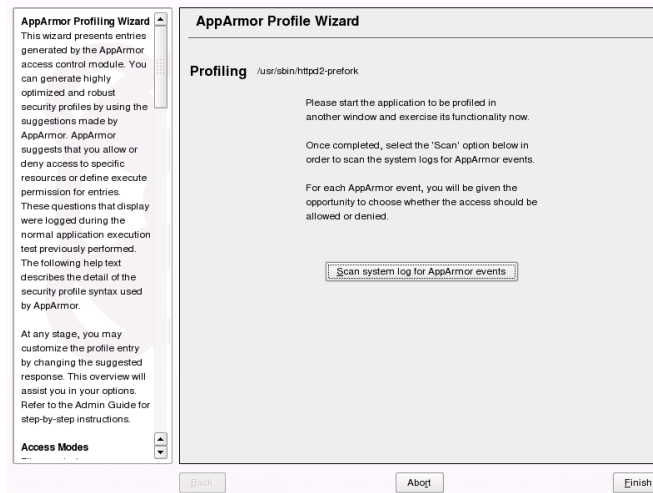 AppArmor Profiling Wizard
This wizard presents entries
generated by the AppArmor
access control module. You
can generate highly
optimized and robust
security profiles by using the
suggestions made by
AppArmor. AppArmor
suggests that you allow or
deny access to specific
resources or define execute
permission for entries.
These questions that display
were logged during the
normal application execution
test previously performed.
The following help text
describes the detail of the
security profile syntax used
by AppArmor.
At any stage, you may
customize the profile entry
by changing the suggested
response. This overview will
assist you in your options.
Refer to the Admin Guide for
step-by-step instructions.
Access Modes
AppArmor Profile Wizard
Profiling /usr/sbin/httpd2-prefork
Please start the application to be profiled in
another window and exercise its functionality now.
Once completed, select the 'Scan' option below in
order to scan the system logs for AppArmor events.
For each AppArmor event, you will be given the
opportunity to choose whether the access should be
allowed or denied.
Scan system log for AppArmor events
Back
Abort
Finish